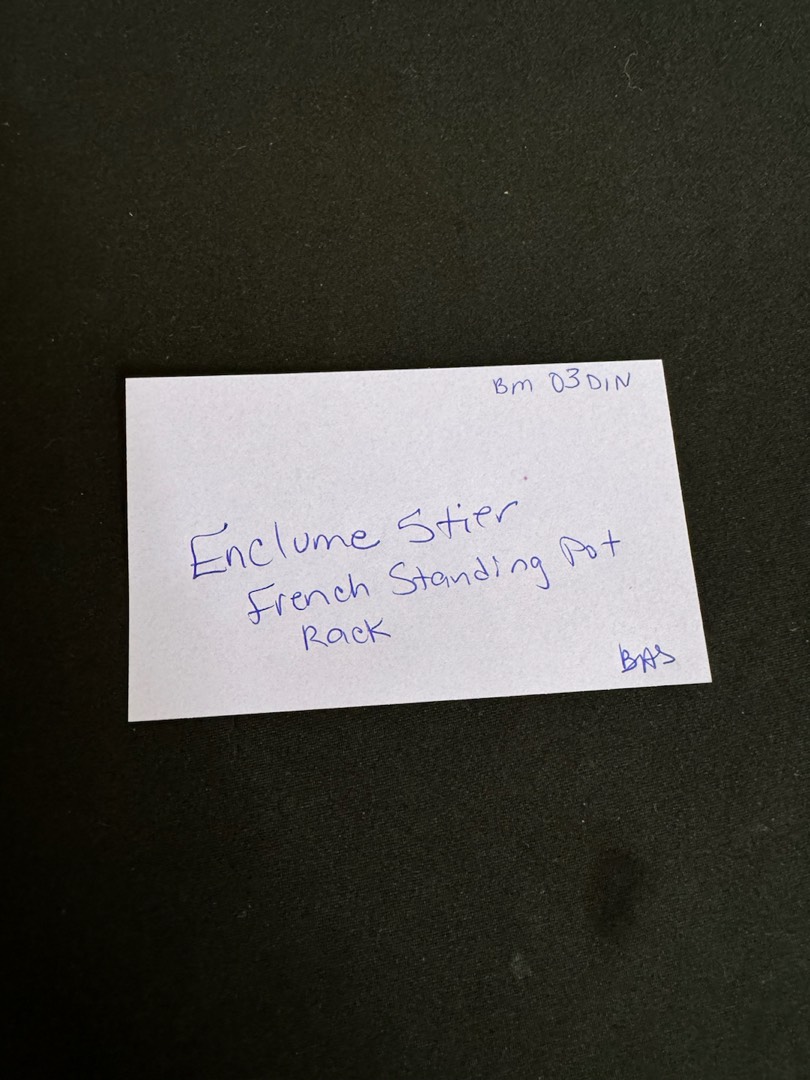 Bm 03DIN
Enclume Stier
French Standing Pot
Rack
BAS